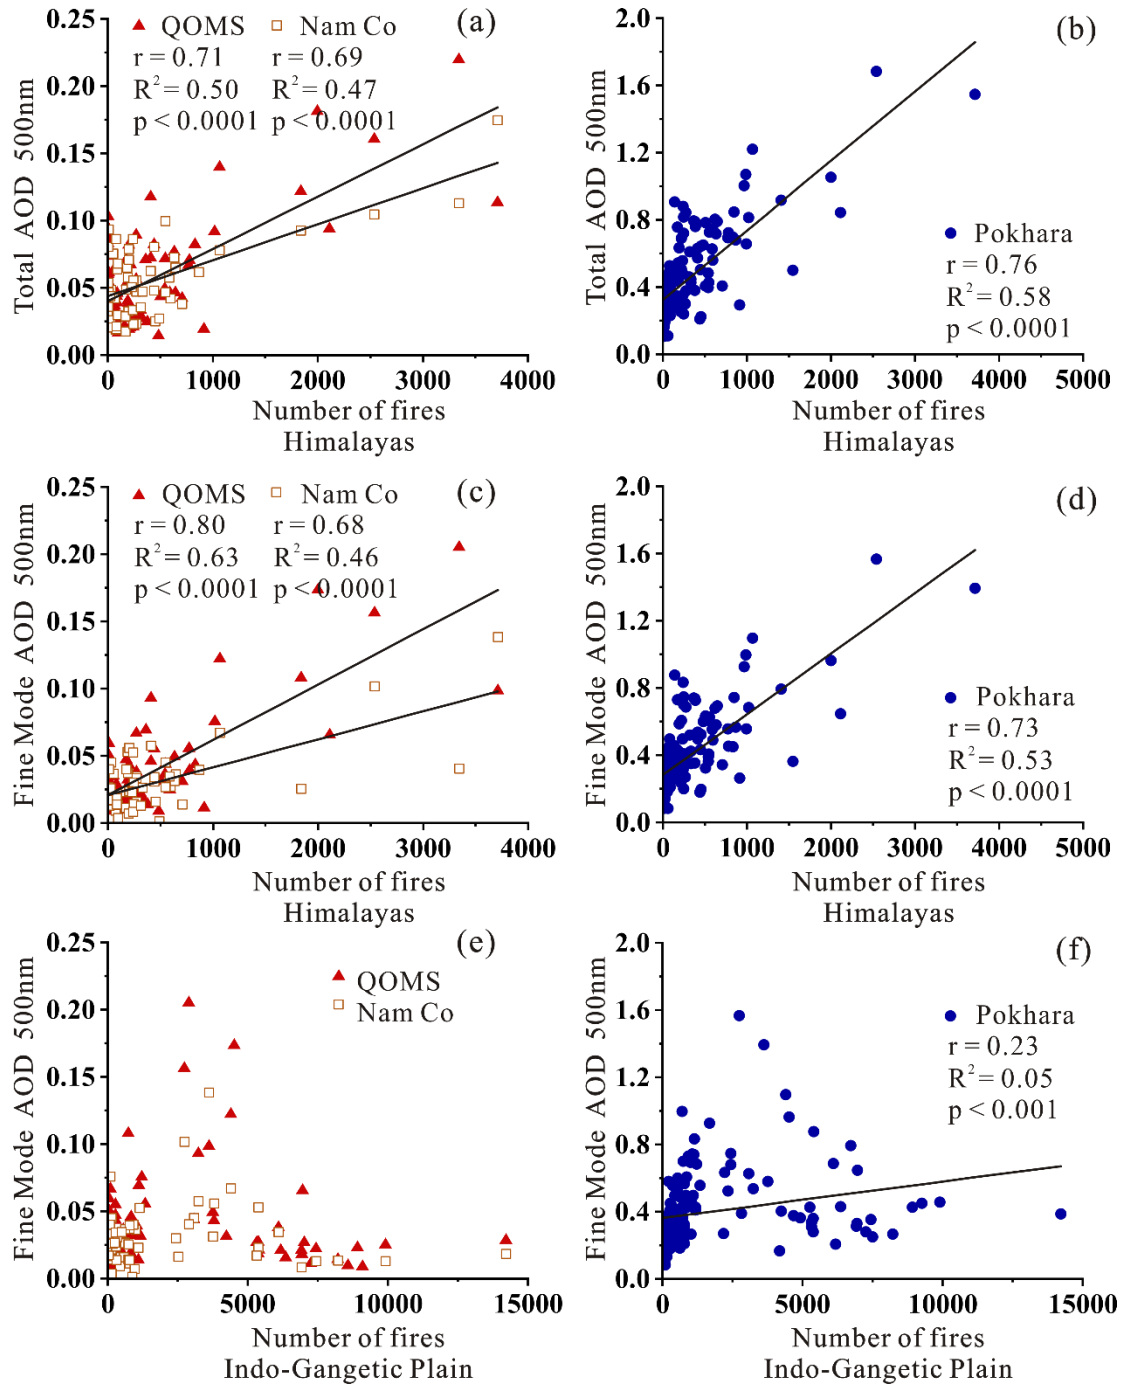 (a)
QOMS Nam Co
r = 0.71 r = 0.69
R² = 0.50 R² = 0.47
p < 0.0001 p < 0.0001
Total AOD 500nm
0.25
0.20
0.15
0.10
0.05
0.00
0 1000 2000 3000 4000
Number of fires
Himalayas
(b)
Pokhara
r = 0.76
R² = 0.58
p < 0.0001
Total AOD 500nm
2.0
1.6
1.2
0.8
0.4
0.0
0 1000 2000 3000 4000 5000
Number of fires
Himalayas
(c)
QOMS Nam Co
r = 0.80 r = 0.68
R² = 0.63 R² = 0.46
p < 0.0001 p < 0.0001
Fine Mode AOD 500nm
0.25
0.20
0.15
0.10
0.05
0.00
0 1000 2000 3000 4000
Number of fires
Himalayas
(d)
Pokhara
r = 0.73
R² = 0.53
p < 0.0001
Fine Mode AOD 500nm
2.0
1.6
1.2
0.8
0.4
0.0
0 1000 2000 3000 4000 5000
Number of fires
Himalayas
(e)
QOMS
Nam Co
Fine Mode AOD 500nm
0.25
0.20
0.15
0.10
0.05
0.00
0 5000 10000 15000
Number of fires
Indo-Gangetic Plain
(f)
Pokhara
r = 0.23
R² = 0.05
p < 0.001
Fine Mode AOD 500nm
2.0
1.6
1.2
0.8
0.4
0.0
0 5000 10000 15000
Number of fires
Indo-Gangetic Plain